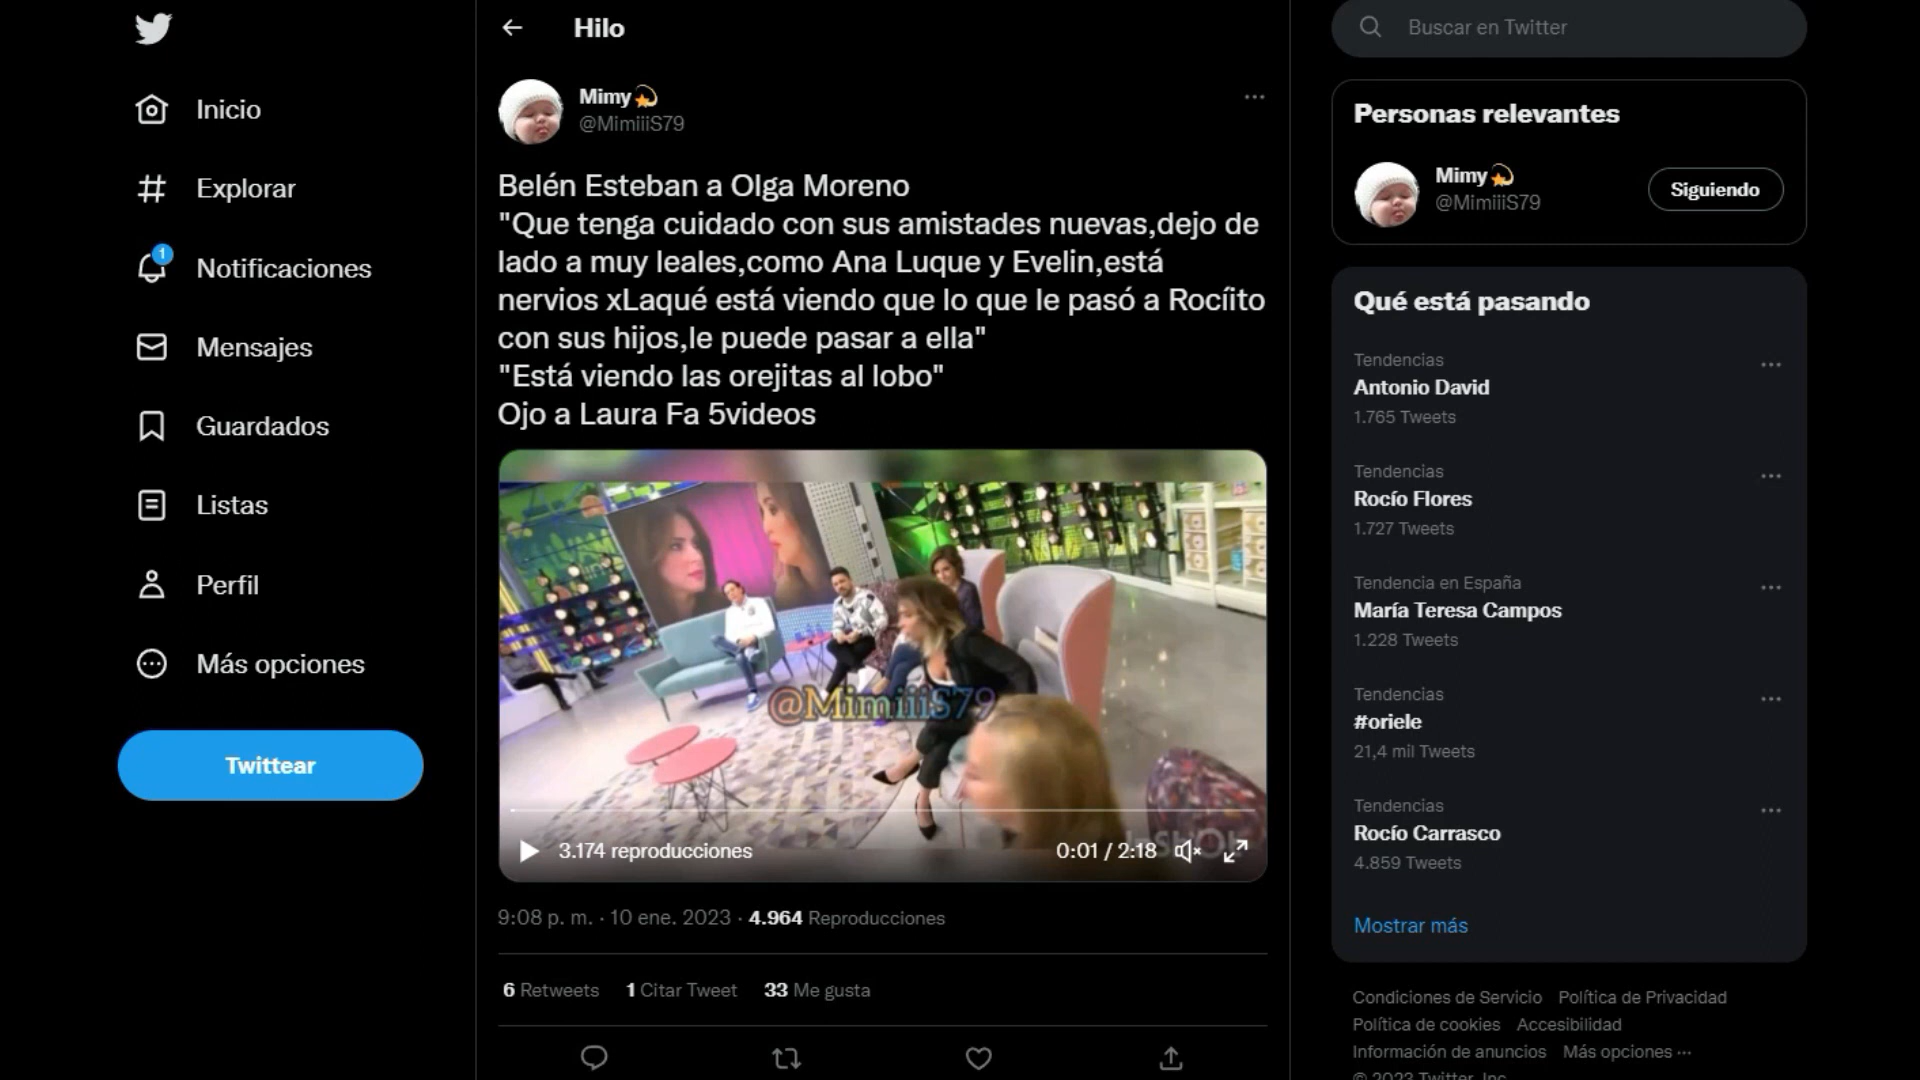 Inicio
Explorar
1
Notificaciones
Mensajes
Guardados
Listas
Perfil
Más opciones
Twittear
Hilo
Mimy
@MimiiiS79
Belén Esteban a Olga Moreno
"Que tenga cuidado con sus amistades nuevas,dejo de
lado a muy leales,como Ana Luque y Evelin,está
nervios xLaqué está viendo que lo que le pasó a Rocíito
con sus hijos,le puede pasar a ella"
"Está viendo las orejitas al lobo"
Ojo a Laura Fa 5videos
@MimiiiS79
3.174 reproducciones
0:01 / 2:18
InShOt
9:08 p. m. · 10 ene. 2023 · 4.964 Reproducciones
6 Retweets 1 Citar Tweet 33 Me gusta
Buscar en Twitter
Personas relevantes
Mimy
@MimiiiS79
Siguiendo
Qué está pasando
Tendencias
Antonio David
1.765 Tweets
Tendencias
Rocío Flores
1.727 Tweets
Tendencia en España
María Teresa Campos
1.228 Tweets
Tendencias
#oriele
21,4 mil Tweets
Tendencias
Rocío Carrasco
4.859 Tweets
Mostrar más
Condiciones de Servicio Política de Privacidad
Política de cookies Accesibilidad
Información de anuncios Más opciones ···
© 2023 Twitter, Inc.